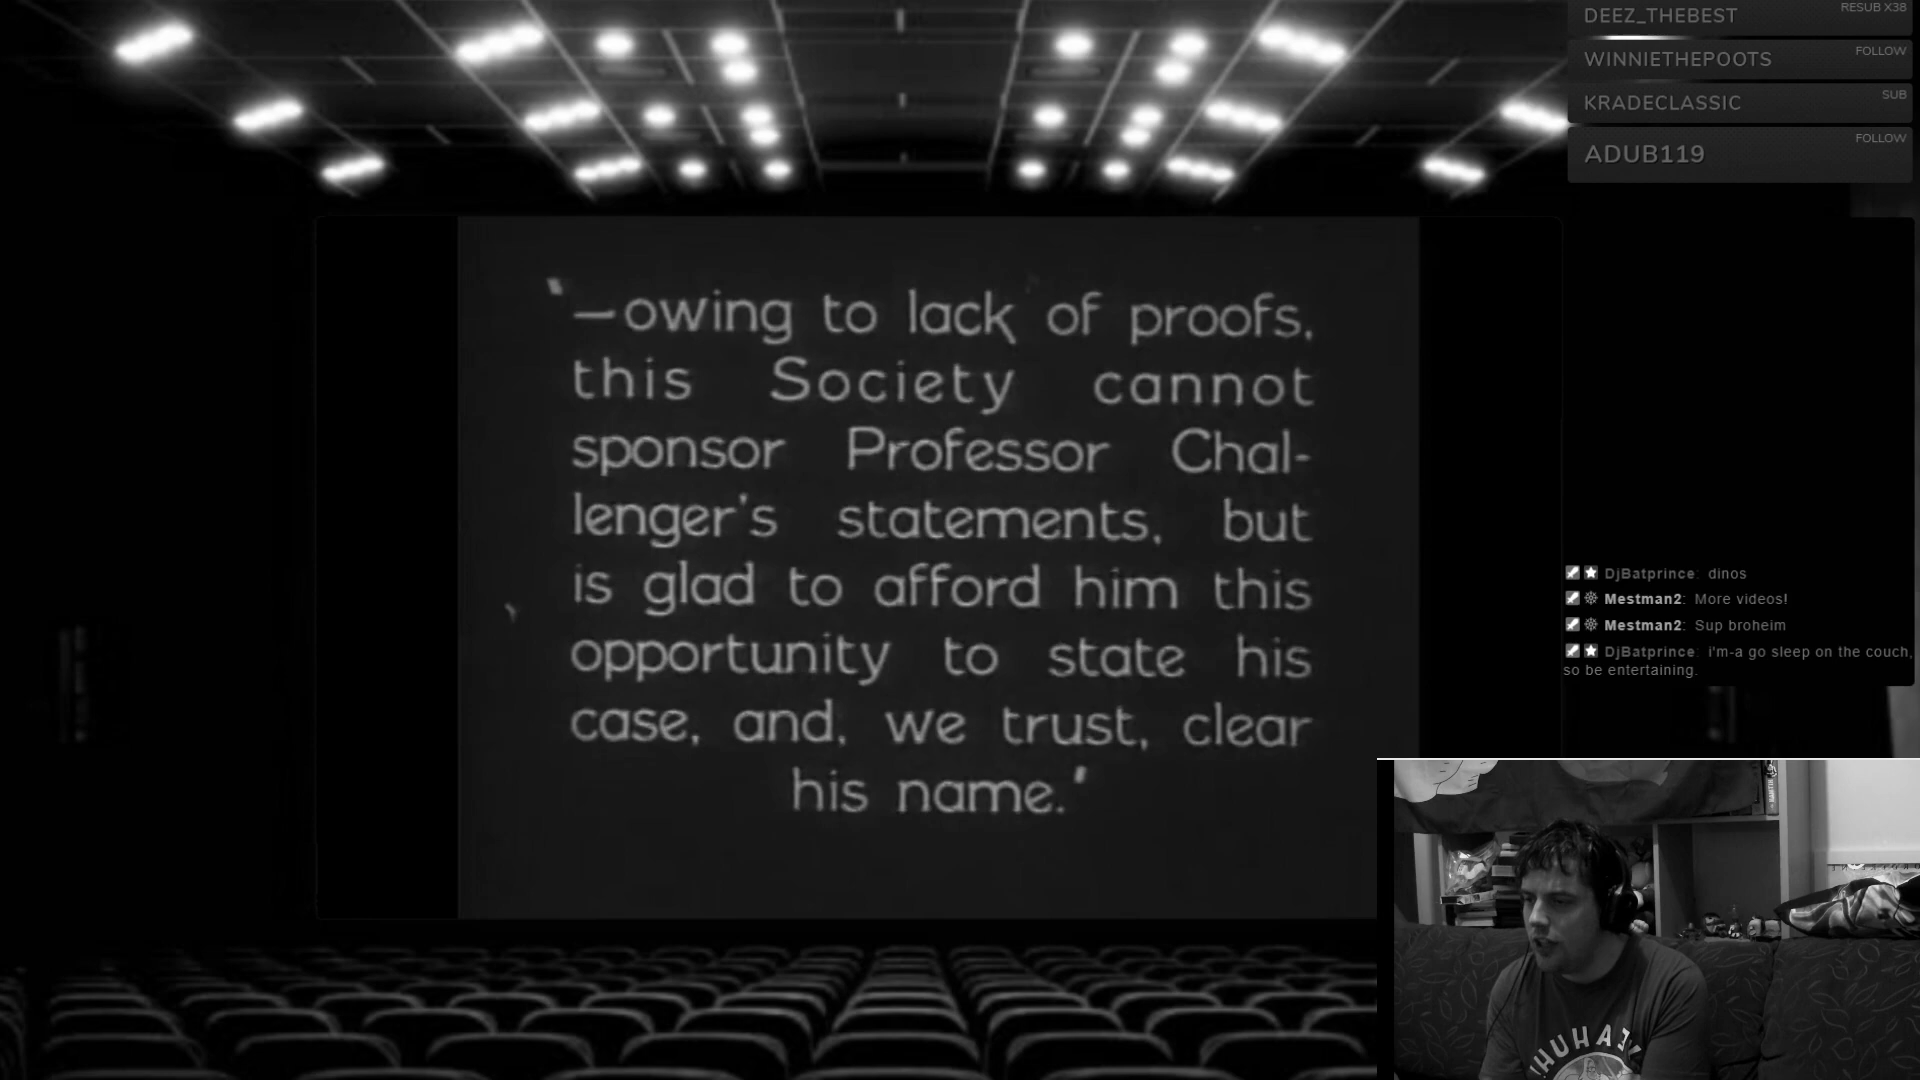 DEEZ_THEBEST RESUB X38
WINNIETHEPOOTS FOLLOW
KRADECLASSIC SUB
ADUB119 FOLLOW
"—owing to lack of proofs,
this Society cannot
sponsor Professor Chal-
lenger's statements, but
is glad to afford him this
opportunity to state his
case, and, we trust, clear
his name."
DjBatprince: dinos
Mestman2: More videos!
Mestman2: Sup broheim
DjBatprince: i'm-a go sleep on the couch,
so be entertaining.